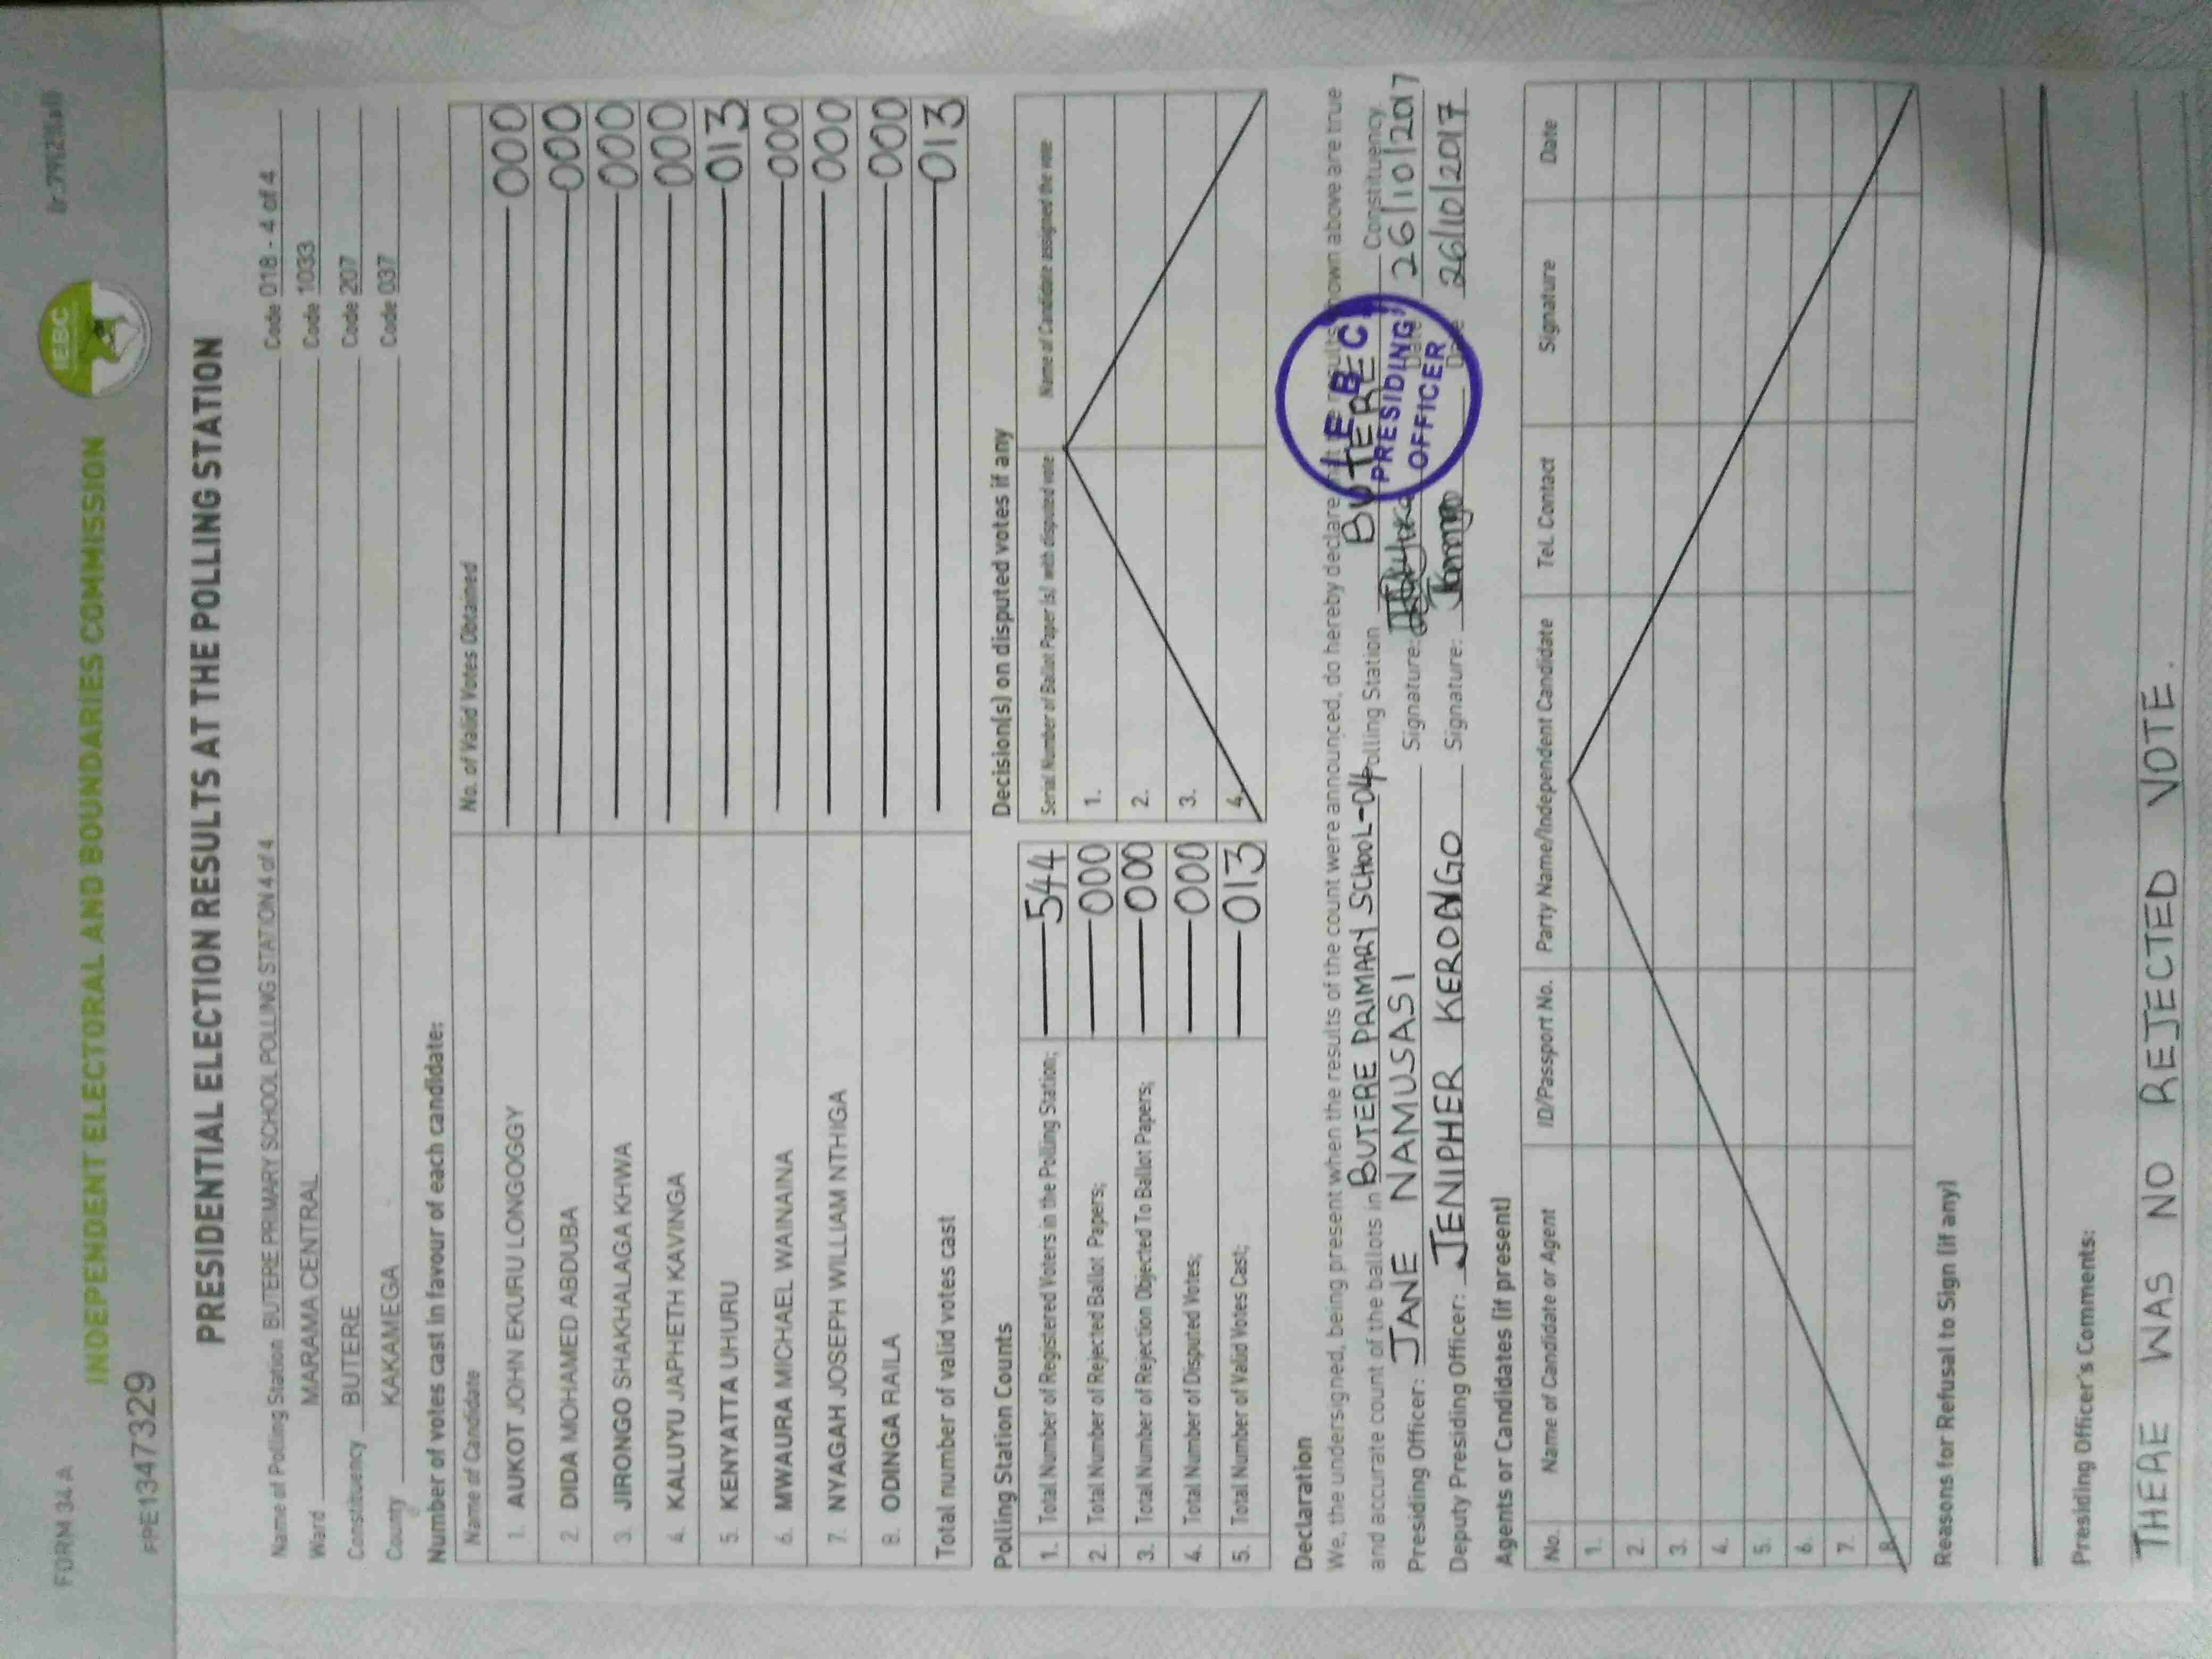 FORM 34 A
INDEPENDENT ELECTORAL AND BOUNDARIES COMMISSION
IEBC
FPE1347329
PRESIDENTIAL ELECTION RESULTS AT THE POLLING STATION
Name of Polling Station BUTERE PRIMARY SCHOOL POLLING STATION 4 of 4 Code 018 - 4 of 4
Ward MARAMA CENTRAL Code 1033
Constituency BUTERE Code 207
County KAKAMEGA Code 037
Number of votes cast in favour of each candidate:
Name of Candidate No. of Valid Votes Obtained
1. AUKOT JOHN EKURU LONGOGGY 000
2. DIDA MOHAMED ABDUBA 000
3. JIRONGO SHAKHALAGA KHWA 000
4. KALUYU JAPHETH KAVINGA 000
5. KENYATTA UHURU 013
6. MWAURA MICHAEL WAINAINA 000
7. NYAGAH JOSEPH WILLIAM NTHIGA 000
8. ODINGA RAILA 000
Total number of valid votes cast 013
Polling Station Counts
1. Total Number of Registered Voters in the Polling Station; 544
2. Total Number of Rejected Ballot Papers; 000
3. Total Number of Rejection Objected To Ballot Papers; 000
4. Total Number of Disputed Votes; 000
5. Total Number of Valid Votes Cast; 013
Decision(s) on disputed votes if any
Serial Number of Ballot Paper (s) with disputed vote Name of Candidate assigned the vote
1.
2.
3.
4.
Declaration
We, the undersigned, being present when the results of the count were announced, do hereby declare that the results shown above are true
and accurate count of the ballots in BUTERE PRIMARY SCHOOL-04 Polling Station BUTERE Constituency.
Presiding Officer: JANE NAMUSASI Signature: Date 26/10/2017
Deputy Presiding Officer: JENIPHER KERONGO Signature: Date 26/10/2017
IEBC
PRESIDING
OFFICER
Agents or Candidates (if present)
No. Name of Candidate or Agent ID/Passport No. Party Name/Independent Candidate Tel. Contact Signature Date
1.
2.
3.
4.
5.
6.
7.
8.
Reasons for Refusal to Sign (if any)
Presiding Officer's Comments:
THERE WAS NO REJECTED VOTE.